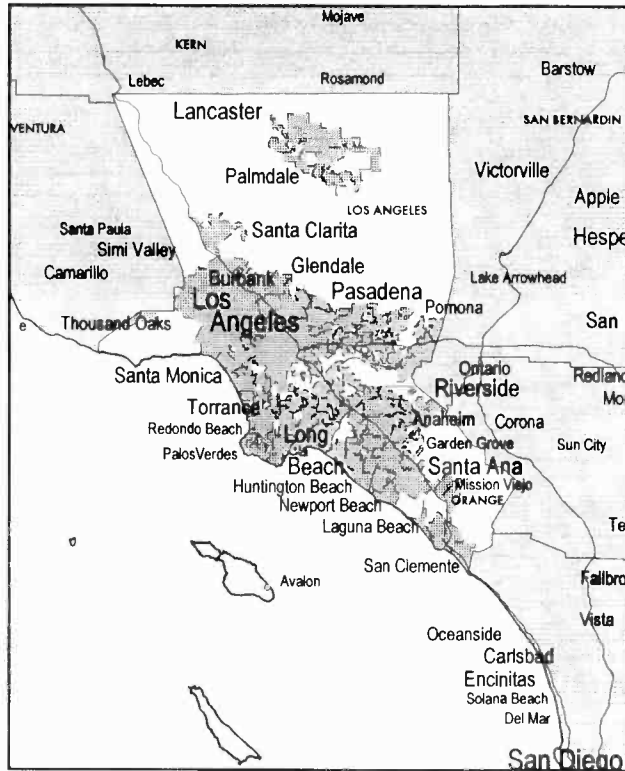 Mojave
KERN
Lebec
Rosamond
Barstow
Lancaster
VENTURA
SAN BERNARDIN
Palmdale
Victorville
LOS ANGELES
Apple
Santa Paula
Santa Clarita
Hespe
Simi Valley
Camarillo
Glendale
Burbank
Lake Arrowhead
Los
Angeles
Pasadena
Pomona
e
Thousand Oaks
San
Ontario
Santa Monica
Riverside
Redland
Mo
Torrance
Anaheim
Corona
Redondo Beach
Long
Beach
Garden Grove
Sun City
PalosVerdes
Santa Ana
Huntington Beach
Mission Viejo
Newport Beach
ORANGE
Laguna Beach
Te
San Clemente
Avalon
Fallbro
Vista
Oceanside
Carlsbad
Encinitas
Solana Beach
Del Mar
San Diego